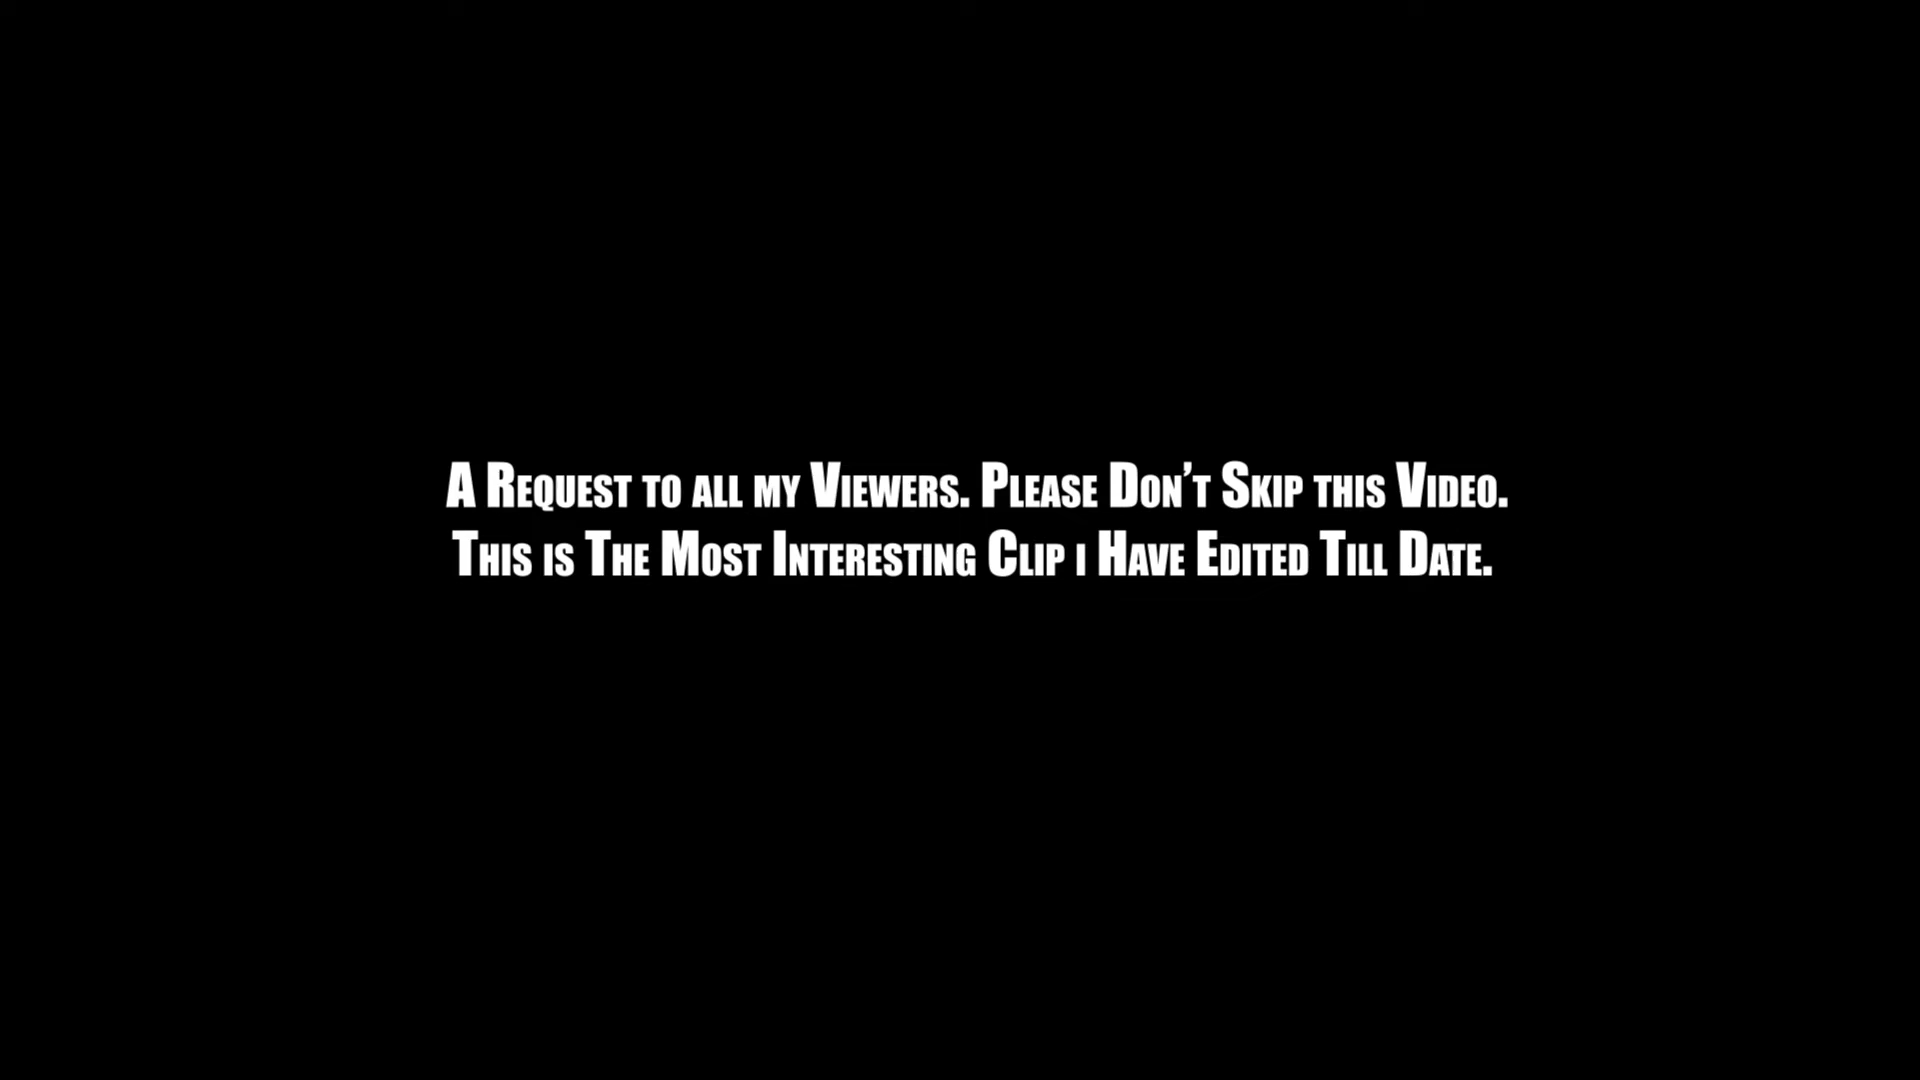 A Request to all my Viewers. Please Don’t Skip this Video.
This is The Most Interesting Clip i Have Edited Till Date.